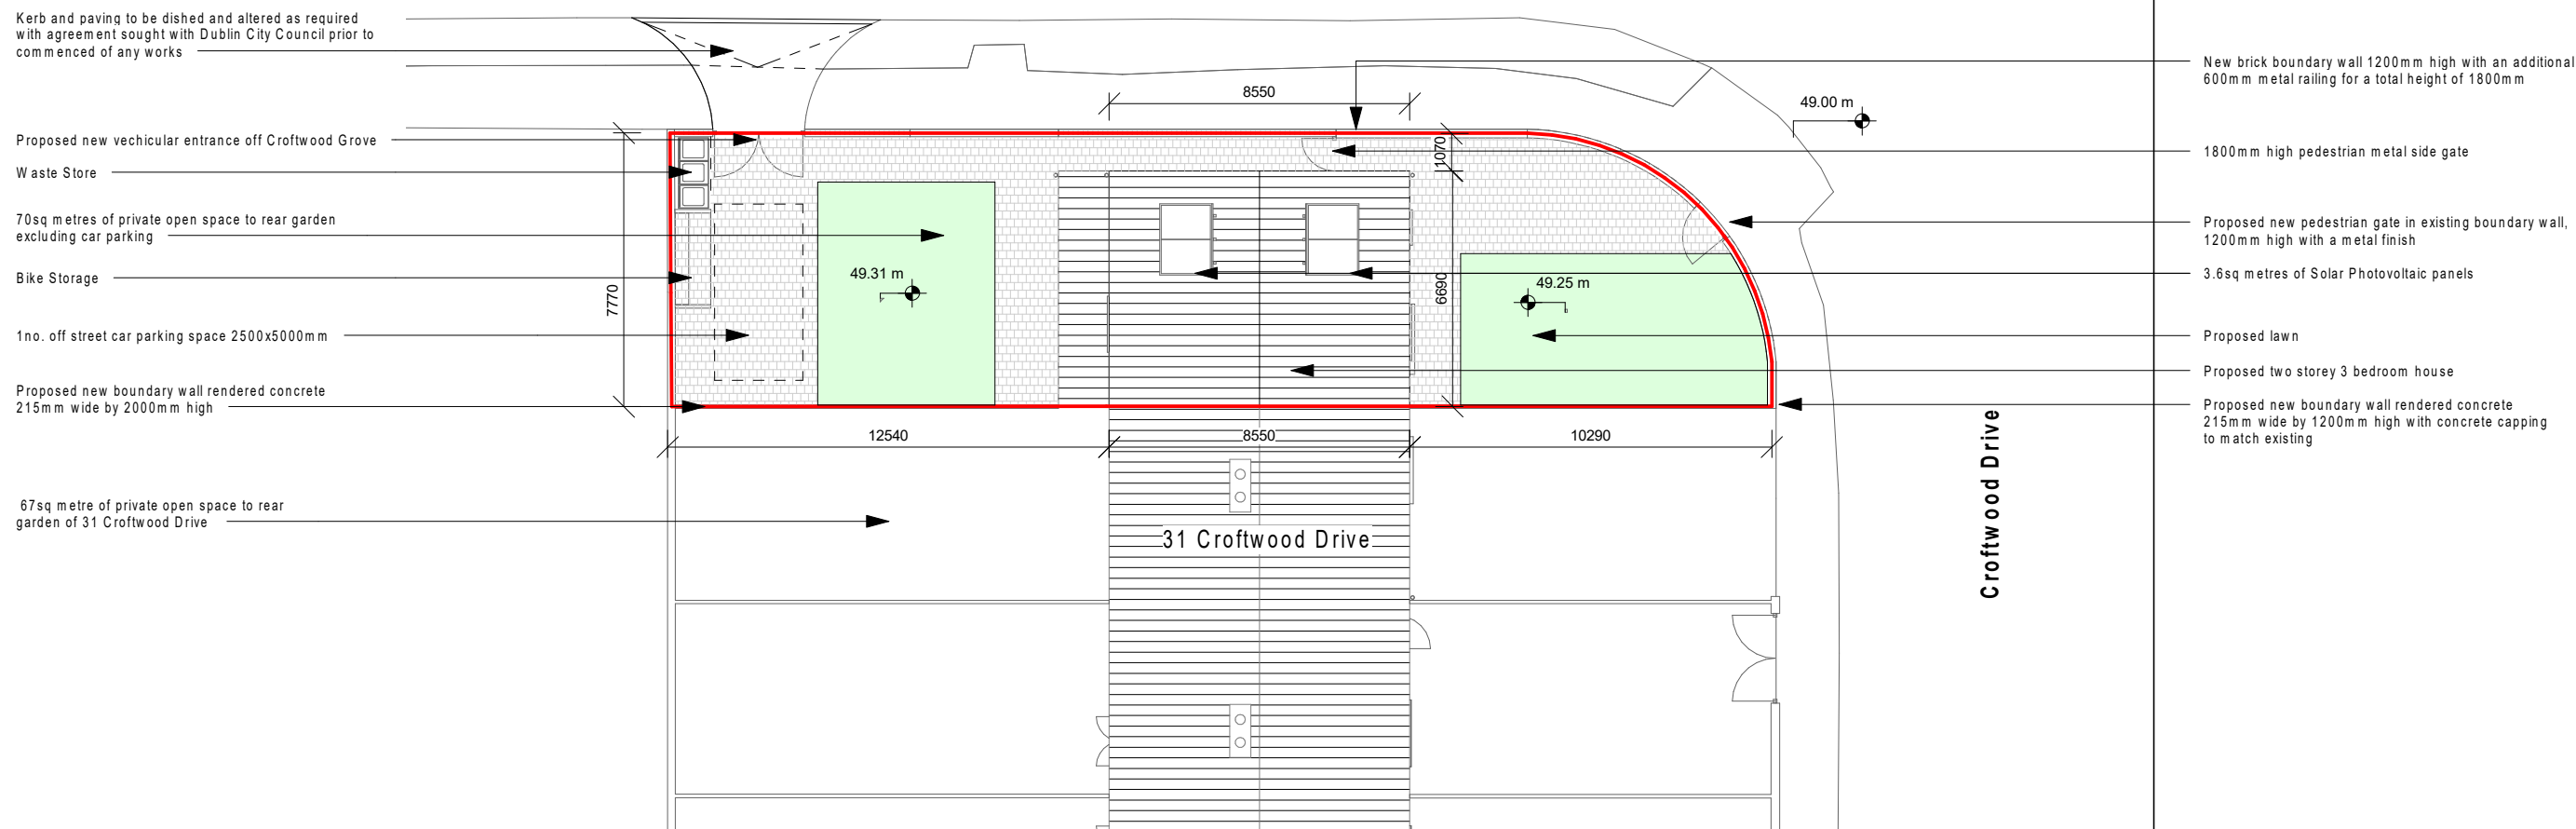 Kerb and paving to be dished and altered as required
with agreement sought with Dublin City Council prior to
commenced of any works
Proposed new vechicular entrance off Croftwood Grove
Waste Store
70sq metres of private open space to rear garden
excluding car parking
Bike Storage
1no. off street car parking space 2500x5000mm
Proposed new boundary wall rendered concrete
215mm wide by 2000mm high
67sq metre of private open space to rear
garden of 31 Croftwood Drive
8550
1070
7770
6690
49.31 m
49.25 m
49.00 m
12540
8550
10290
31 Croftwood Drive
Croftwood Drive
New brick boundary wall 1200mm high with an additional
600mm metal railing for a total height of 1800mm
1800mm high pedestrian metal side gate
Proposed new pedestrian gate in existing boundary wall,
1200mm high with a metal finish
3.6sq metres of Solar Photovoltaic panels
Proposed lawn
Proposed two storey 3 bedroom house
Proposed new boundary wall rendered concrete
215mm wide by 1200mm high with concrete capping
to match existing